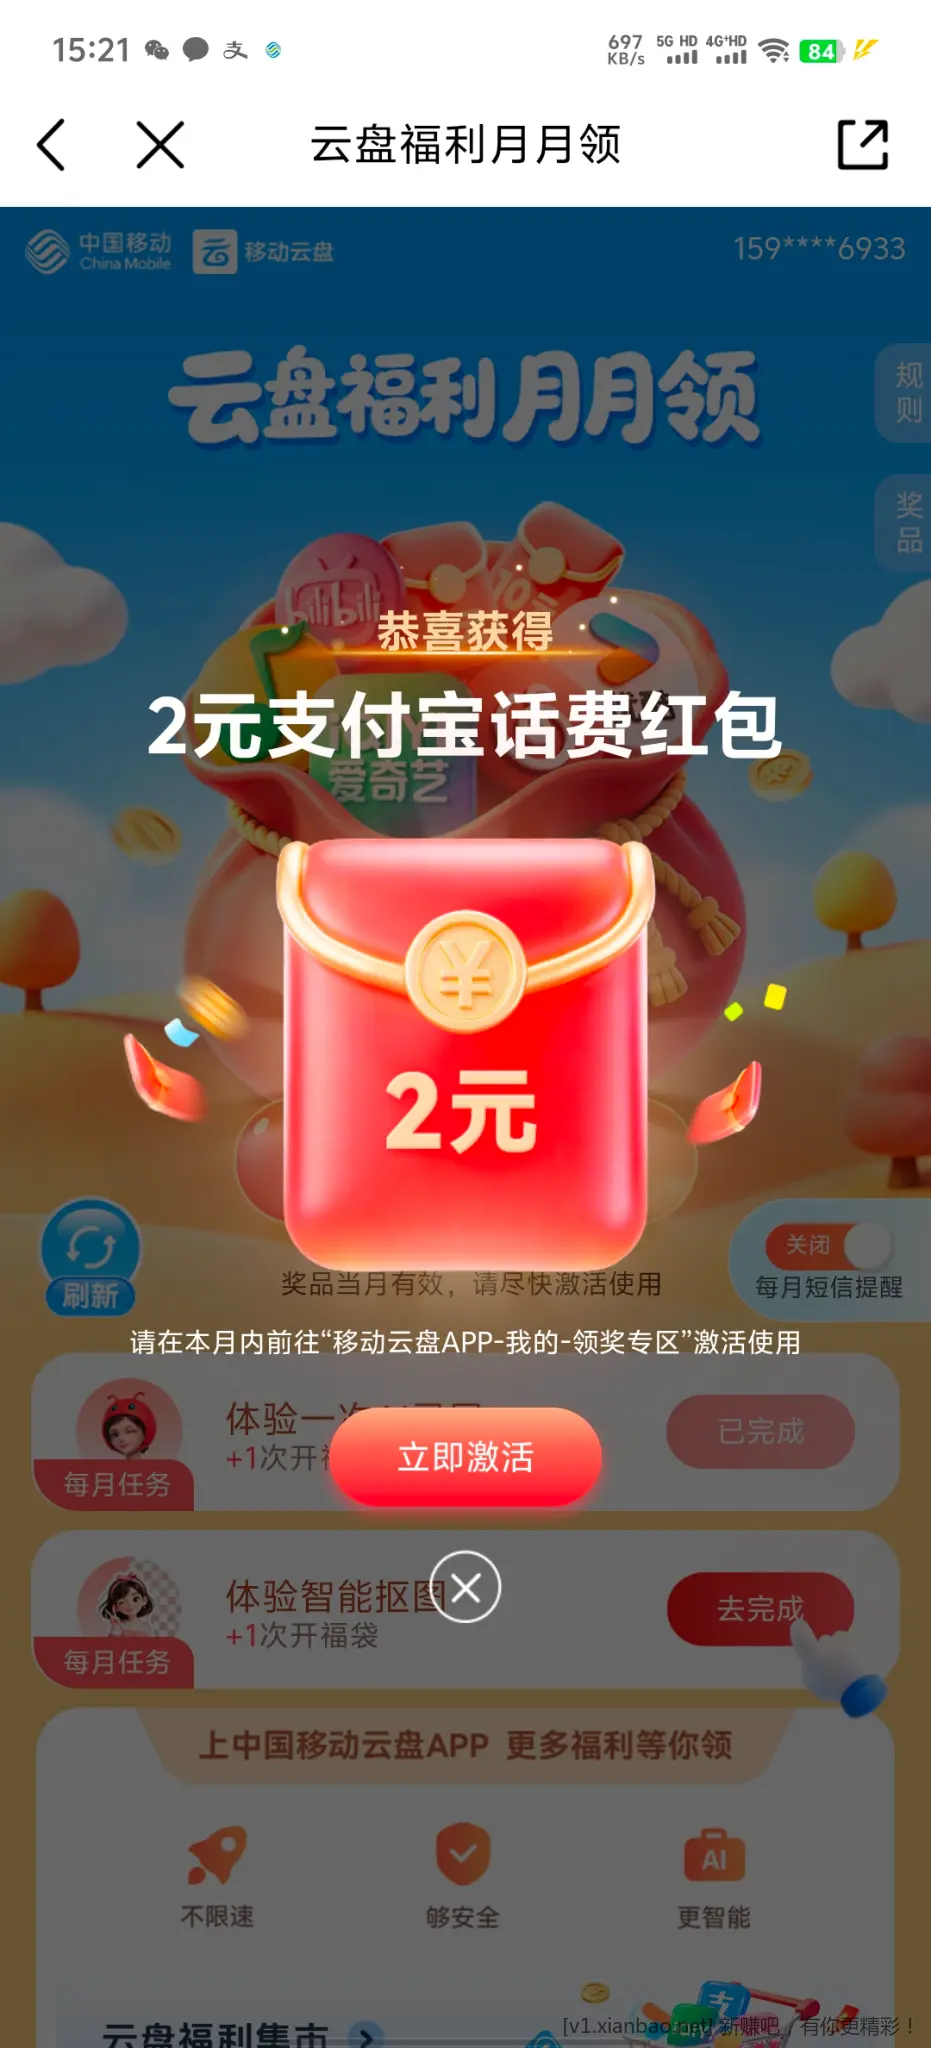 15:21
697 KB/s
5G HD 4G+HD
84
云盘福利月月领
中国移动
China Mobile
云
移动云盘
159****6933
云盘福利月月领
规则
奖品
bilibili
恭喜获得
2元支付宝话费红包
爱奇艺
¥
2元
刷新
关闭
每月短信提醒
奖品当月有效，请尽快激活使用
请在本月内前往“移动云盘APP-我的-领奖专区”激活使用
体验一次
+1次开福
已完成
每月任务
立即激活
体验智能抠图
+1次开福袋
去完成
每月任务
上中国移动云盘APP 更多福利等你领
AI
不限速
够安全
更智能
云盘福利集市
支
[v1.xianbao.net] 新赚吧，有你更精彩！